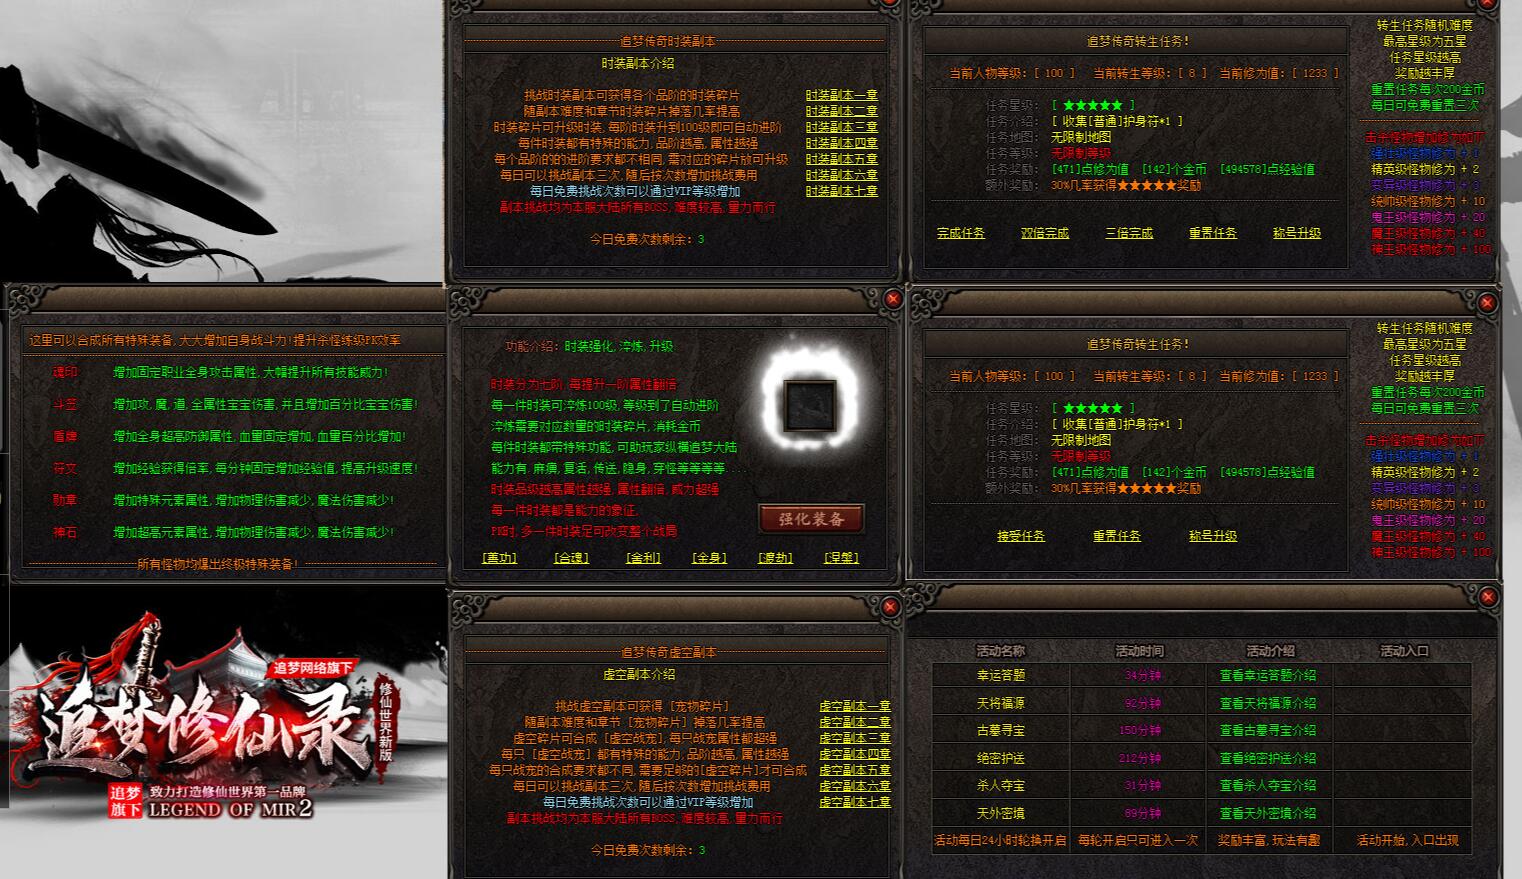 追梦传奇时装副本
时装副本介绍
挑战时装副本可获得各个品阶的时装碎片
随副本难度和章节时装碎片掉落几率提高
时装碎片可升级时装,每阶时装升到100级即可自动进阶
每件时装都有特殊的能力,品阶越高,属性越强
每个品阶的的进阶要求都不相同,需对应的碎片放可升级
每日可以挑战副本三次,随后按次数增加挑战费用
每日免费挑战次数可以通过VIP等级增加
副本挑战均为本服大陆所有BOSS,难度较高,量力而行
今日免费次数剩余: 3
时装副本一章
时装副本二章
时装副本三章
时装副本四章
时装副本五章
时装副本六章
时装副本七章
追梦传奇转生任务!
当前人物等级: [ 100 ] 当前转生等级: [ 8 ] 当前修为值: [ 1233 ]
任务星级: [ ★★★★★ ]
任务介绍: [ 收集[普通]护身符*1 ]
任务地图: 无限制地图
任务等级: 无限制等级
任务奖励: [471]点修为值 [142]个金币 [494578]点经验值
额外奖励: 30%几率获得★★★★★奖励
完成任务 双倍完成 三倍完成 重置任务 称号升级
转生任务随机难度
最高星级为五星
任务星级越高
奖励越丰厚
重置任务每次200金币
每日可免费重置三次
击杀怪物增加修为如下
强壮级怪物修为 + 1
精英级怪物修为 + 2
变异级怪物修为 + 3
统帅级怪物修为 + 10
鬼王级怪物修为 + 20
魔王级怪物修为 + 40
神王级怪物修为 + 100
这里可以合成所有特殊装备,大大增加自身战斗力!提升杀怪练级PK效率
魂印 增加固定职业全身攻击属性,大幅提升所有技能威力!
斗笠 增加攻,魔,道,全属性宝宝伤害,并且增加百分比宝宝伤害!
盾牌 增加全身超高防御属性,血量固定增加,血量百分比增加!
符文 增加经验获得倍率,每分钟固定增加经验值,提高升级速度!
勋章 增加特殊元素属性,增加物理伤害减少,魔法伤害减少!
神石 增加超高元素属性,增加物理伤害减少,魔法伤害减少!
所有怪物均爆出终极特殊装备!
功能介绍: 时装强化,淬炼,升级
时装分为七阶,每提升一阶属性翻倍
每一件时装可淬炼100级,等级到了自动进阶
淬炼需要对应数量的时装碎片,消耗金币
每件时装都带特殊功能,可助玩家纵横追梦大陆
能力有,麻痹,复活,传送,隐身,穿怪等等等等....
时装品级越高属性越强,属性翻倍,威力超强
每一件时装都是能力的象征,
PK时,多一件时装足可改变整个战局
强化装备
[善功] [合魂] [舍利] [金身] [渡劫] [涅槃]
追梦传奇转生任务!
当前人物等级: [ 100 ] 当前转生等级: [ 8 ] 当前修为值: [ 1233 ]
任务星级: [ ★★★★★ ]
任务介绍: [ 收集[普通]护身符*1 ]
任务地图: 无限制地图
任务等级: 无限制等级
任务奖励: [471]点修为值 [142]个金币 [494578]点经验值
额外奖励: 30%几率获得★★★★★奖励
接受任务 重置任务 称号升级
转生任务随机难度
最高星级为五星
任务星级越高
奖励越丰厚
重置任务每次200金币
每日可免费重置三次
击杀怪物增加修为如下
强壮级怪物修为 + 1
精英级怪物修为 + 2
变异级怪物修为 + 3
统帅级怪物修为 + 10
鬼王级怪物修为 + 20
魔王级怪物修为 + 40
神王级怪物修为 + 100
追梦网络旗下
追梦修仙录
修仙世界新版
追梦旗下
致力打造修仙世界第一品牌
LEGEND OF MIR2
追梦传奇虚空副本
虚空副本介绍
挑战虚空副本可获得 [宠物碎片]
随副本难度和章节 [宠物碎片] 掉落几率提高
虚空碎片可合成 [虚空战宠],每只战宠属性都超强
每只 [虚空战宠] 都有特殊的能力,品阶越高,属性越强
每只战宠的合成要求都不同,需要足够的[虚空碎片]才可合成
每日可以挑战副本三次,随后按次数增加挑战费用
每日免费挑战次数可以通过VIP等级增加
副本挑战均为本服大陆所有BOSS,难度较高,量力而行
今日免费次数剩余: 3
虚空副本一章
虚空副本二章
虚空副本三章
虚空副本四章
虚空副本五章
虚空副本六章
虚空副本七章
活动名称 活动时间 活动介绍 活动入口
幸运答题 34分钟 查看幸运答题介绍
天将福源 92分钟 查看天将福源介绍
古墓寻宝 150分钟 查看古墓寻宝介绍
绝密护送 212分钟 查看绝密护送介绍
杀人夺宝 31分钟 查看杀人夺宝介绍
天外密境 89分钟 查看天外密境介绍
活动每日24小时轮换开启 每轮开启只可进入一次 奖励丰富,玩法有趣 活动开始,入口出现